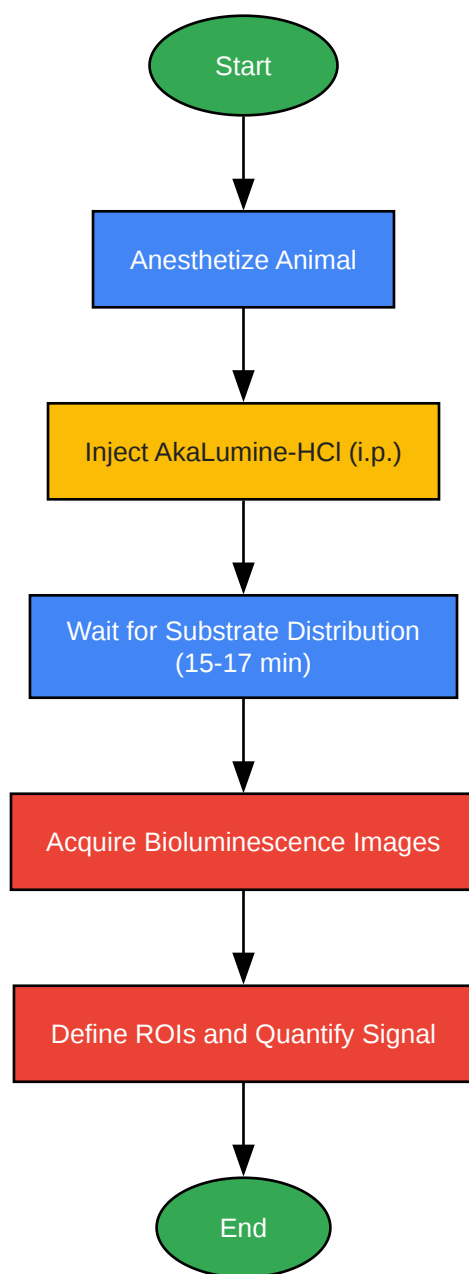 Start
Anesthetize Animal
Inject AkaLumine-HCl (i.p.)
Wait for Substrate Distribution
(15-17 min)
Acquire Bioluminescence Images
Define ROIs and Quantify Signal
End